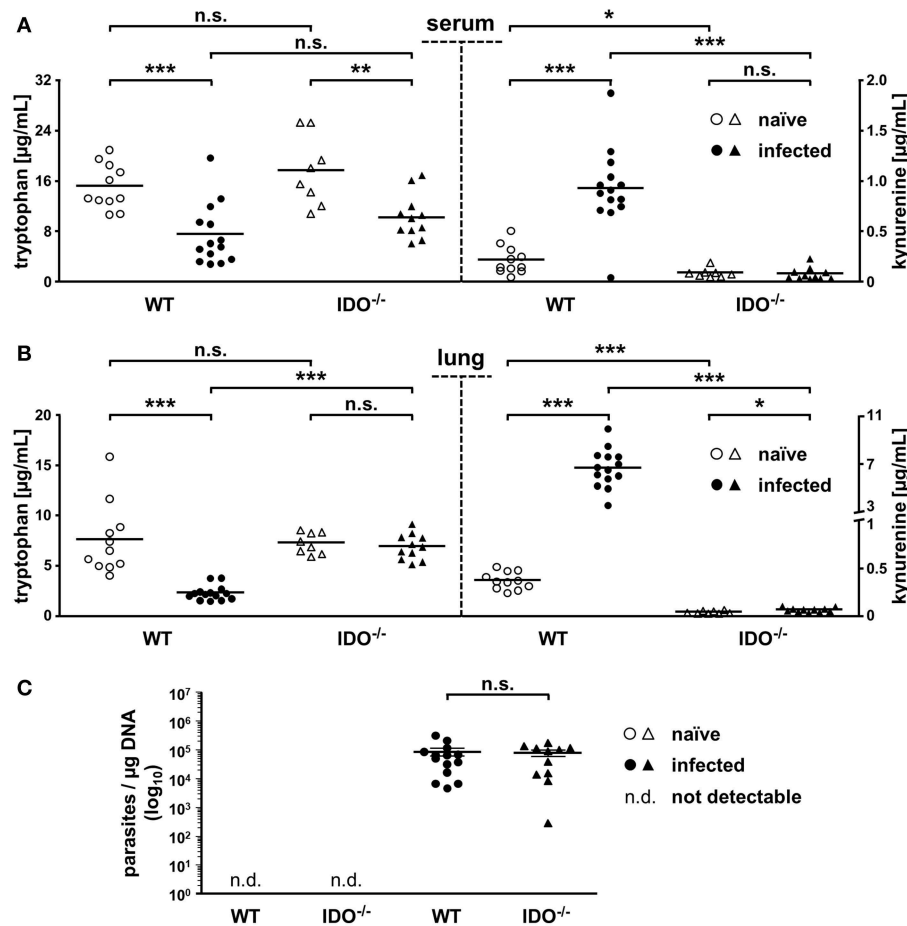 A
n.s.
serum
*
n.s.
***
***
**
***
n.s.
tryptophan [µg/mL]
32
24
16
8
0
2.0
1.5
1.0
0.5
0
kynurenine [µg/mL]
naïve
infected
WT
IDO-/-
WT
IDO-/-
B
n.s.
lung
***
***
***
***
n.s.
***
*
tryptophan [µg/mL]
20
15
10
5
0
11
7
3
1
0.5
0
kynurenine [µg/mL]
naïve
infected
WT
IDO-/-
WT
IDO-/-
C
n.s.
parasites / µg DNA
(log10)
10⁷
10⁶
10⁵
10⁴
10³
10²
10¹
10⁰
n.d.
n.d.
naïve
infected
n.d. not detectable
WT
IDO-/-
WT
IDO-/-